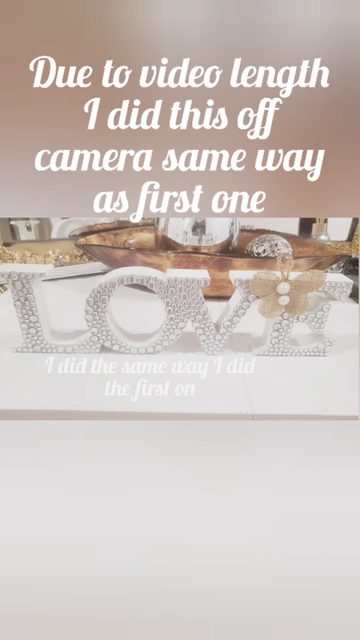 Due to video length
I did this off
camera same way
as first one
LOVE
I did the same way I did
the first on